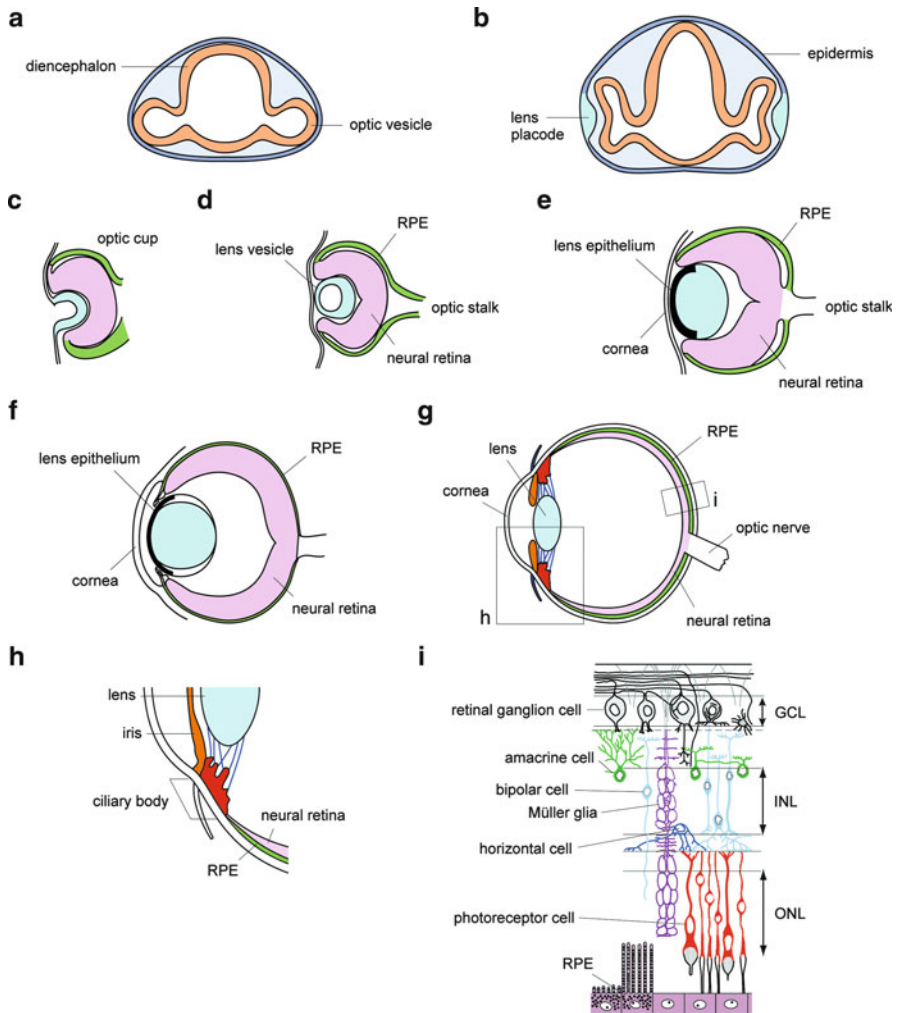 a
diencephalon
optic vesicle
b
epidermis
lens
placode
c
optic cup
d
RPE
lens vesicle
optic stalk
neural retina
e
RPE
lens epithelium
optic stalk
cornea
neural retina
f
RPE
lens epithelium
cornea
neural retina
g
RPE
lens
cornea
i
optic nerve
h
neural retina
h
lens
iris
ciliary body
neural retina
RPE
i
retinal ganglion cell
GCL
amacrine cell
bipolar cell
INL
Müller glia
horizontal cell
ONL
photoreceptor cell
RPE